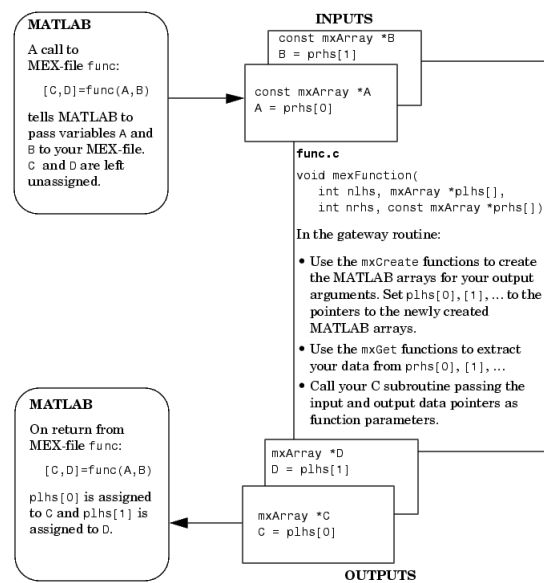 MATLAB
A call to
MEX-file func:
[C,D]=func(A,B)
tells MATLAB to
pass variables A and
B to your MEX-file.
C and D are left
unassigned.
INPUTS
const mxArray *B
B = prhs[1]
const mxArray *A
A = prhs[0]
func.c
void mexFunction(
int nlhs, mxArray *plhs[],
int nrhs, const mxArray *prhs[])
In the gateway routine:
• Use the mxCreate functions to create
the MATLAB arrays for your output
arguments. Set plhs[0], [1], ... to the
pointers to the newly created
MATLAB arrays.
• Use the mxGet functions to extract
your data from prhs[0], [1], ...
• Call your C subroutine passing the
input and output data pointers as
function parameters.
MATLAB
On return from
MEX-file func:
[C,D]=func(A,B)
plhs[0] is assigned
to C and plhs[1] is
assigned to D.
mxArray *D
D = plhs[1]
mxArray *C
C = plhs[0]
OUTPUTS